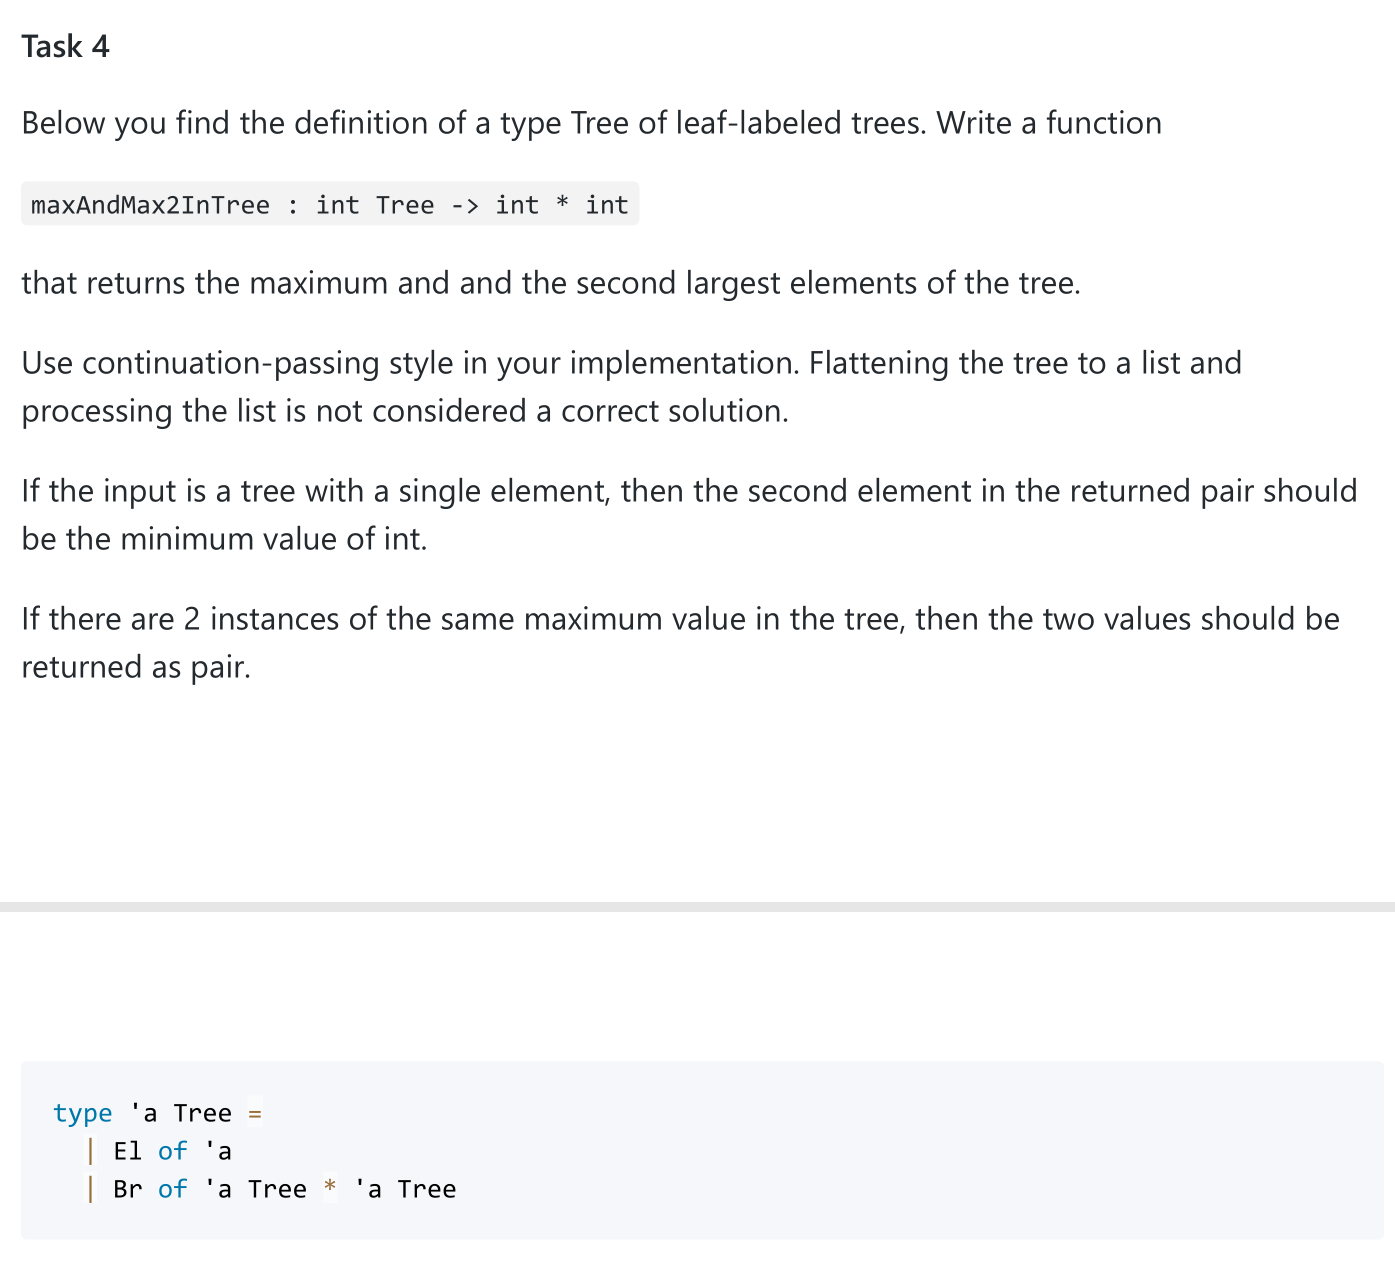 Task 4
Below you find the definition of a type Tree of leaf-labeled trees. Write a function
maxAndMax2InTree : int Tree -> int * int
that returns the maximum and and the second largest elements of the tree.
Use continuation-passing style in your implementation. Flattening the tree to a list and
processing the list is not considered a correct solution.
If the input is a tree with a single element, then the second element in the returned pair should
be the minimum value of int.
If there are 2 instances of the same maximum value in the tree, then the two values should be
returned as pair.
type 'a Tree =
| El of 'a
| Br of 'a Tree * 'a Tree